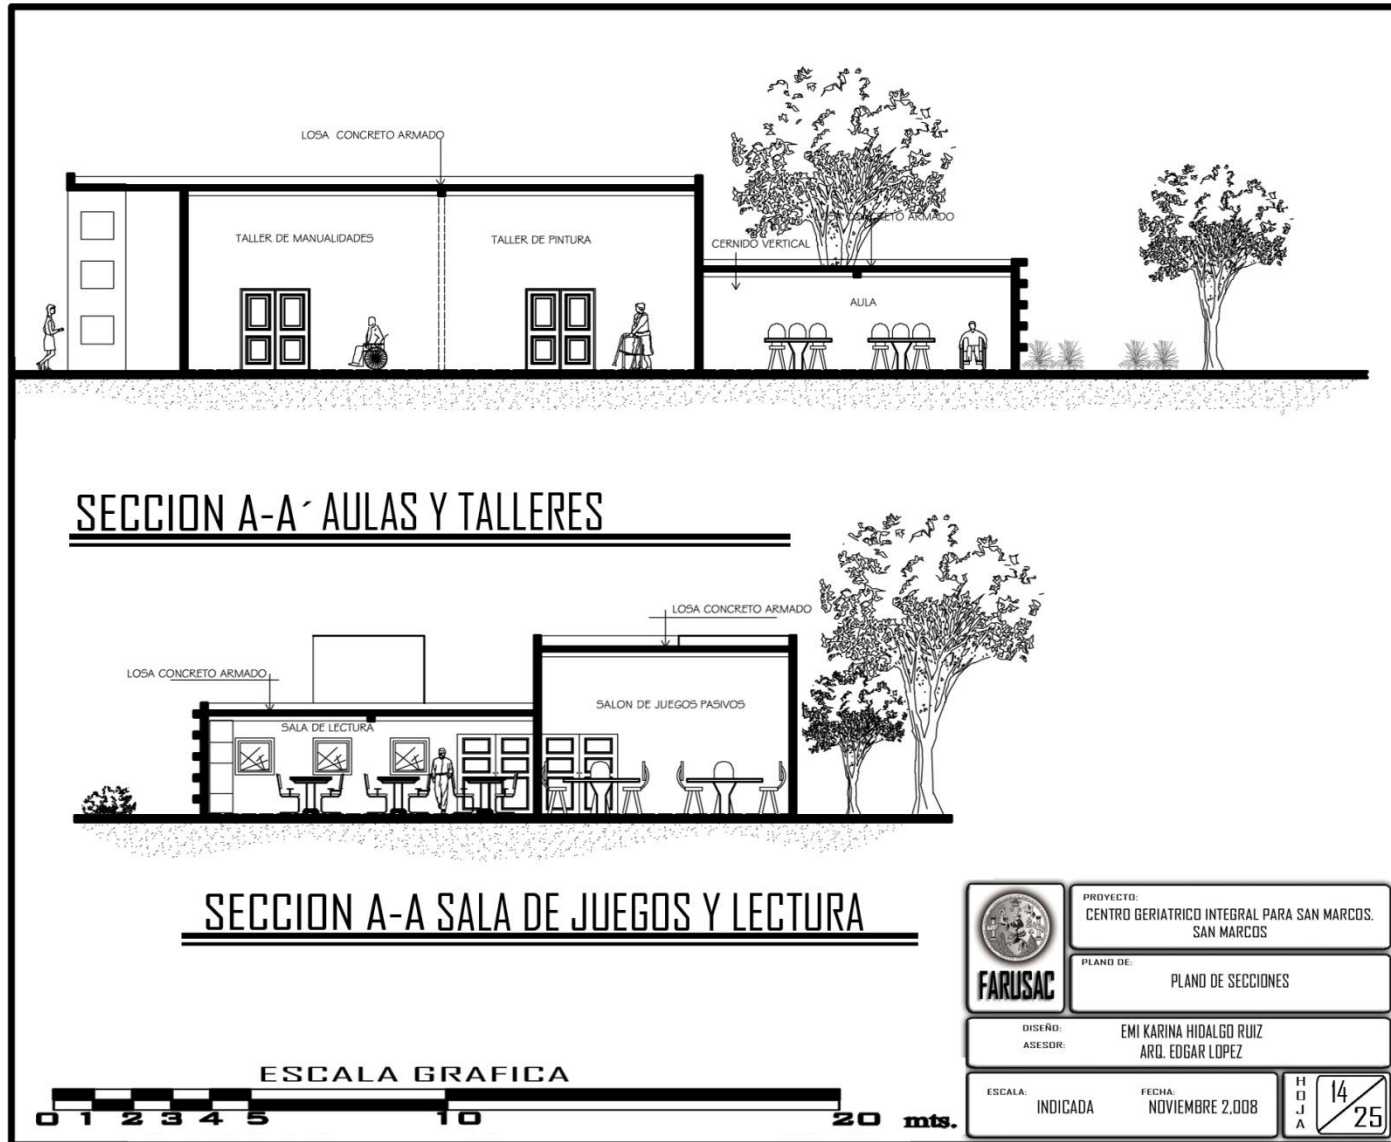 LOSA CONCRETO ARMADO
TALLER DE MANUALIDADES
TALLER DE PINTURA
LOSA CONCRETO ARMADO
CERNIDO VERTICAL
AULA
SECCION A-A´ AULAS Y TALLERES
LOSA CONCRETO ARMADO
LOSA CONCRETO ARMADO
SALON DE JUEGOS PASIVOS
SALA DE LECTURA
SECCION A-A SALA DE JUEGOS Y LECTURA
ESCALA GRAFICA
0 1 2 3 4 5 10 20 mts.
FARUSAC
PROYECTO:
CENTRO GERIATRICO INTEGRAL PARA SAN MARCOS.
SAN MARCOS
PLANO DE:
PLANO DE SECCIONES
DISEÑO: EMI KARINA HIDALGO RUIZ
ASESOR: ARQ. EDGAR LOPEZ
ESCALA: INDICADA
FECHA: NOVIEMBRE 2,008
HOJA 14/25